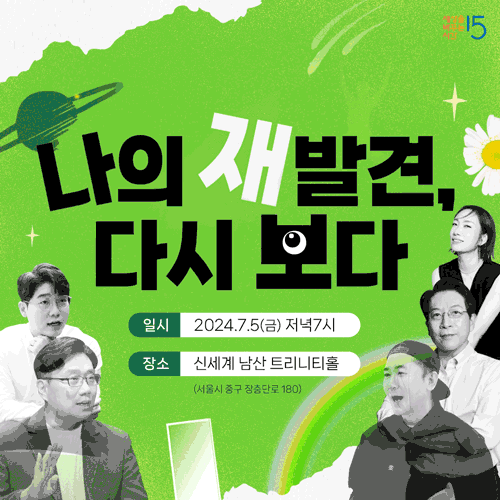 15
나의 재발견,
다시 보다
일시 2024.7.5(금) 저녁7시
장소 신세계 남산 트리니티홀
(서울시 중구 장충단로 180)